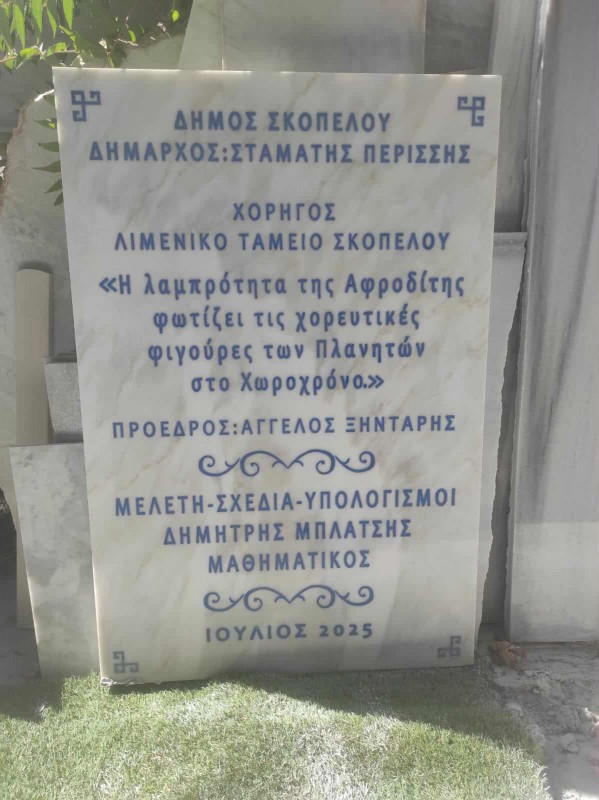 ΔΗΜΟΣ ΣΚΟΠΕΛΟΥ
ΔΗΜΑΡΧΟΣ:ΣΤΑΜΑΤΗΣ ΠΕΡΙΣΣΗΣ
ΧΟΡΗΓΟΣ
ΛΙΜΕΝΙΚΟ ΤΑΜΕΙΟ ΣΚΟΠΕΛΟΥ
«Η λαμπρότητα της Αφροδίτης
φωτίζει τις χορευτικές
φιγούρες των Πλανητών
στο Χωροχρόνο.»
ΠΡΟΕΔΡΟΣ:ΑΓΓΕΛΟΣ ΞΗΝΤΑΡΗΣ
ΜΕΛΕΤΗ-ΣΧΕΔΙΑ-ΥΠΟΛΟΓΙΣΜΟΙ
ΔΗΜΗΤΡΗΣ ΜΠΛΑΤΣΗΣ
ΜΑΘΗΜΑΤΙΚΟΣ
ΙΟΥΛΙΟΣ 2025